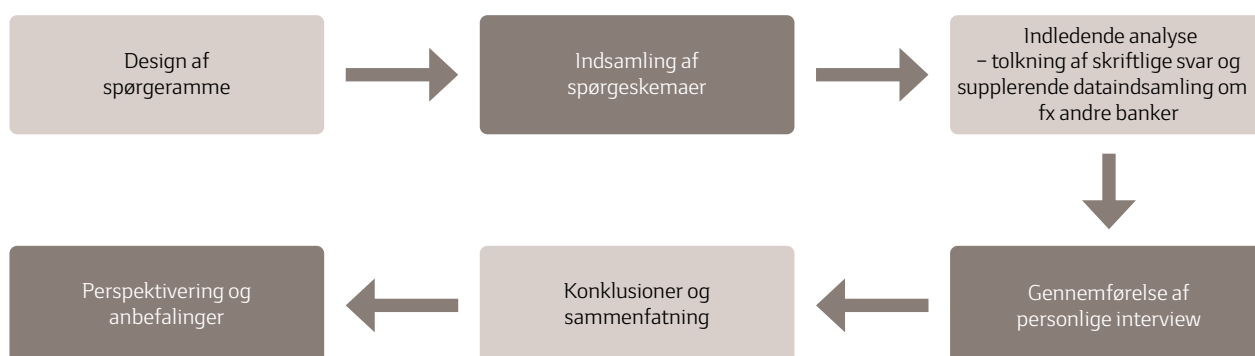 Design af
spørgeramme
Indsamling af
spørgeskemaer
Indledende analyse
– tolkning af skriftlige svar og
supplerende dataindsamling om
fx andre banker
Gennemførelse af
personlige interview
Konklusioner og
sammenfatning
Perspektivering og
anbefalinger